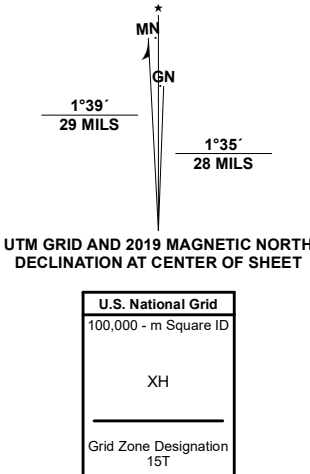 ★
MN
GN
1°39´
29 MILS
1°35´
28 MILS
UTM GRID AND 2019 MAGNETIC NORTH
DECLINATION AT CENTER OF SHEET
U.S. National Grid
100,000 - m Square ID
XH
Grid Zone Designation
15T